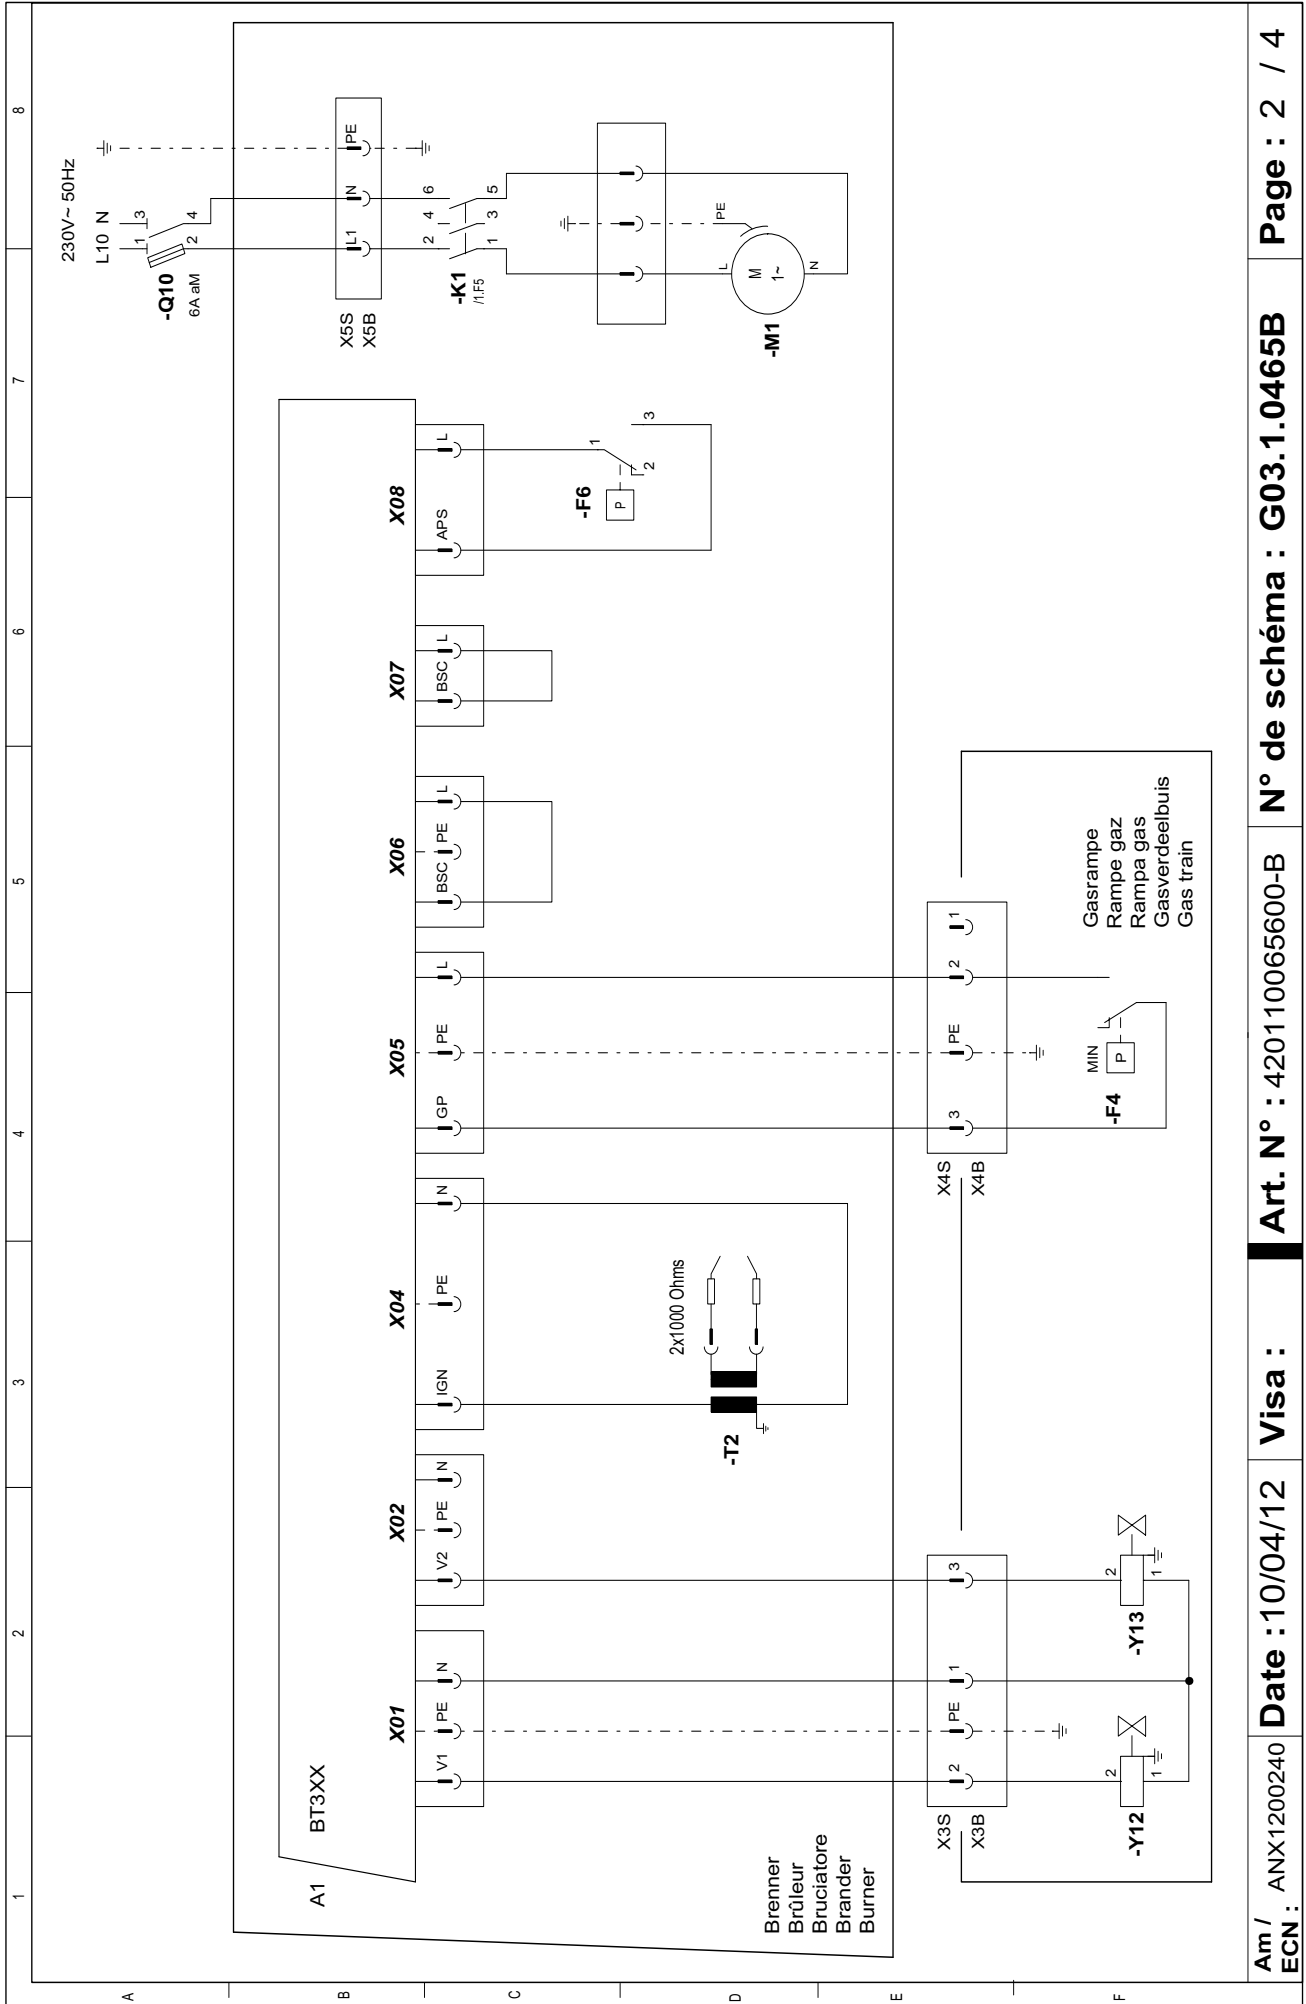 1 2 3 4 5 6 7 8
A
B
C
D
E
F
230V~ 50Hz
L10 N
1 3
2 4
-Q10
6A aM
A1
BT3XX
X5S
X5B
L1 N PE
X01
V1 PE N
X02
V2 PE N
X04
IGN PE N
X05
GP PE L
X06
BSC PE L
X07
BSC L
X08
APS L
-K1
/1.F5
2 4 6
1 3 5
-F6
P
1
2
3
-T2
2x1000 Ohms
-M1
M
1~
L
N
PE
Brenner
Brûleur
Bruciatore
Brander
Burner
X3S
X3B
2 PE 1 3
X4S
X4B
3 PE 2 1
-Y12
2
1
-Y13
2
1
-F4
MIN
P
Gasrampe
Rampe gaz
Rampa gas
Gasverdeelbuis
Gas train
Am /
ECN : ANX1200240
Date : 10/04/12
Visa :
Art. N° : 420110065600-B
N° de schéma : G03.1.0465B
Page : 2 / 4